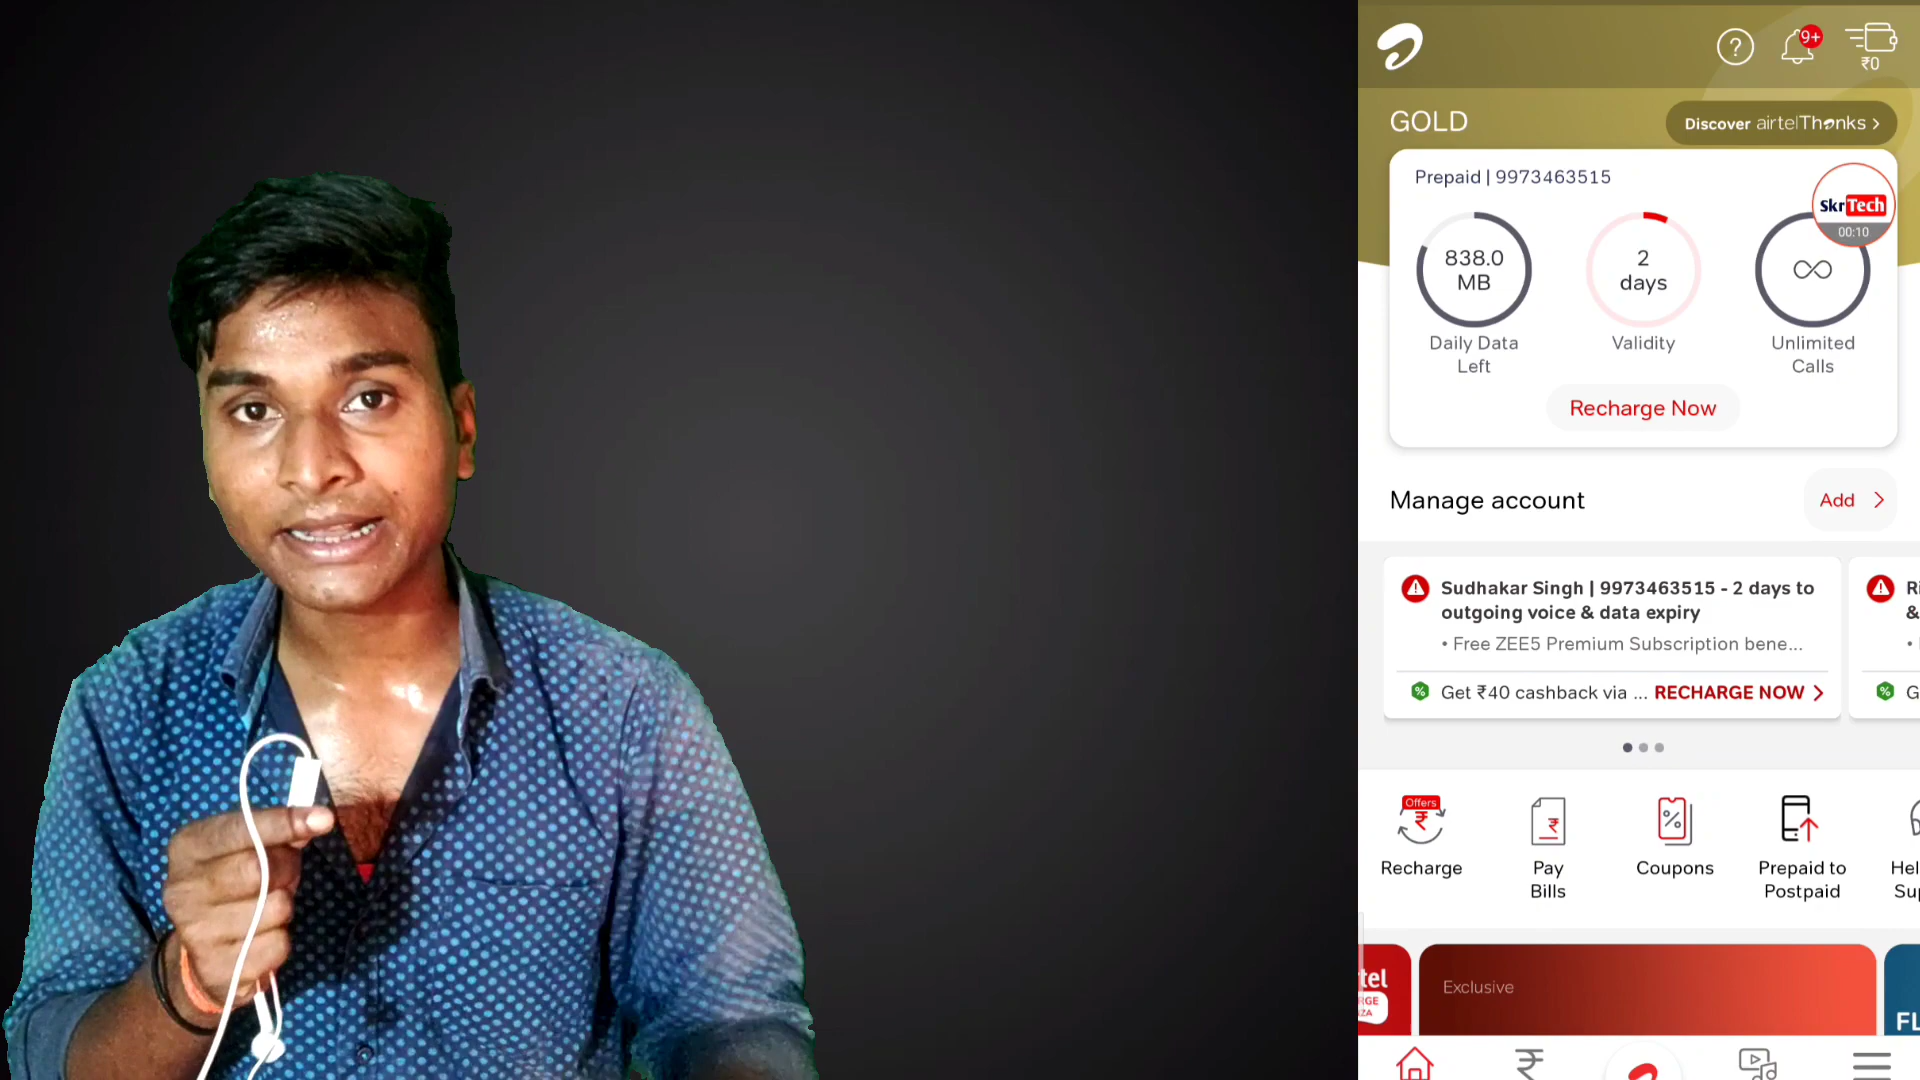 9+
₹0
GOLD
Discover airtelThanks >
Prepaid | 9973463515
SkrTech
00:10
838.0
MB
2
days
∞
Daily Data
Left
Validity
Unlimited
Calls
Recharge Now
Manage account
Add >
Sudhakar Singh | 9973463515 - 2 days to
outgoing voice & data expiry
• Free ZEE5 Premium Subscription bene...
Get ₹40 cashback via ... RECHARGE NOW >
&
G
Offers
₹
Recharge
Pay
Bills
Coupons
Prepaid to
Postpaid
Exclusive
FL